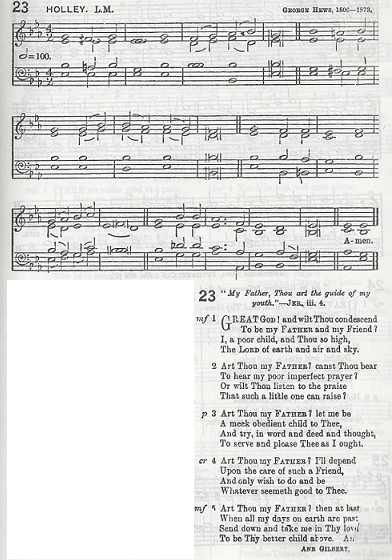 23 HOLLEY. L.M. GEORGE HEWS, 1806—1873.
=100.
A-men.
23 "My Father, Thou art the guide of my
youth."—JER. iii. 4.
mf 1 GREAT GOD! and wilt Thou condescend
To be my FATHER and my Friend?
I, a poor child, and Thou so high,
The LORD of earth and air and sky.
2 Art Thou my FATHER? canst Thou bear
To hear my poor imperfect prayer?
Or wilt Thou listen to the praise
That such a little one can raise?
p 3 Art Thou my FATHER? let me be
A meek obedient child to Thee,
And try, in word and deed and thought,
To serve and please Thee as I ought.
cr 4 Art Thou my FATHER? I'll depend
Upon the care of such a Friend,
And only wish to do and be
Whatever seemeth good to Thee.
mf 5 Art Thou my FATHER? then at last
When all my days on earth are past
Send down and take me in Thy love
To be Thy better child above.
ANN GILBERT.